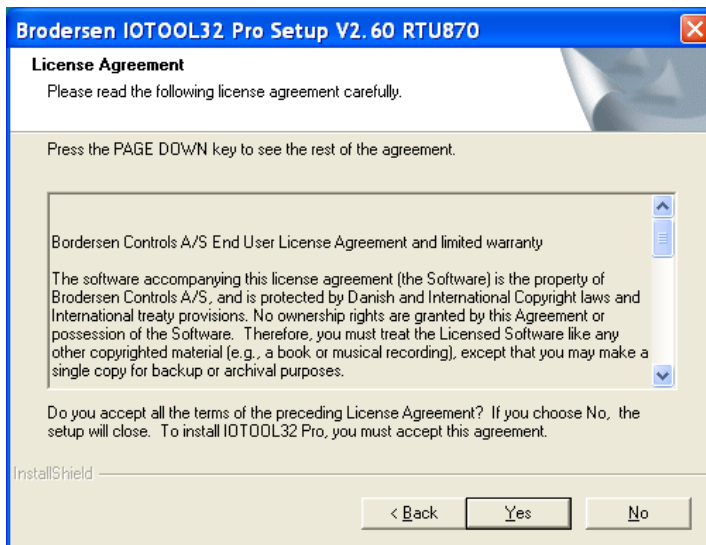 Brodersen IOTOOL32 Pro Setup V2.60 RTU870
License Agreement
Please read the following license agreement carefully.
Press the PAGE DOWN key to see the rest of the agreement.
Bordersen Controls A/S End User License Agreement and limited warranty
The software accompanying this license agreement (the Software) is the property of
Brodersen Controls A/S, and is protected by Danish and International Copyright laws and
International treaty provisions. No ownership rights are granted by this Agreement or
possession of the Software.  Therefore, you must treat the Licensed Software like any
other copyrighted material (e.g., a book or musical recording), except that you may make a
single copy for backup or archival purposes.
Do you accept all the terms of the preceding License Agreement?  If you choose No,  the
setup will close.  To install IOTOOL32 Pro, you must accept this agreement.
InstallShield
< Back
Yes
No